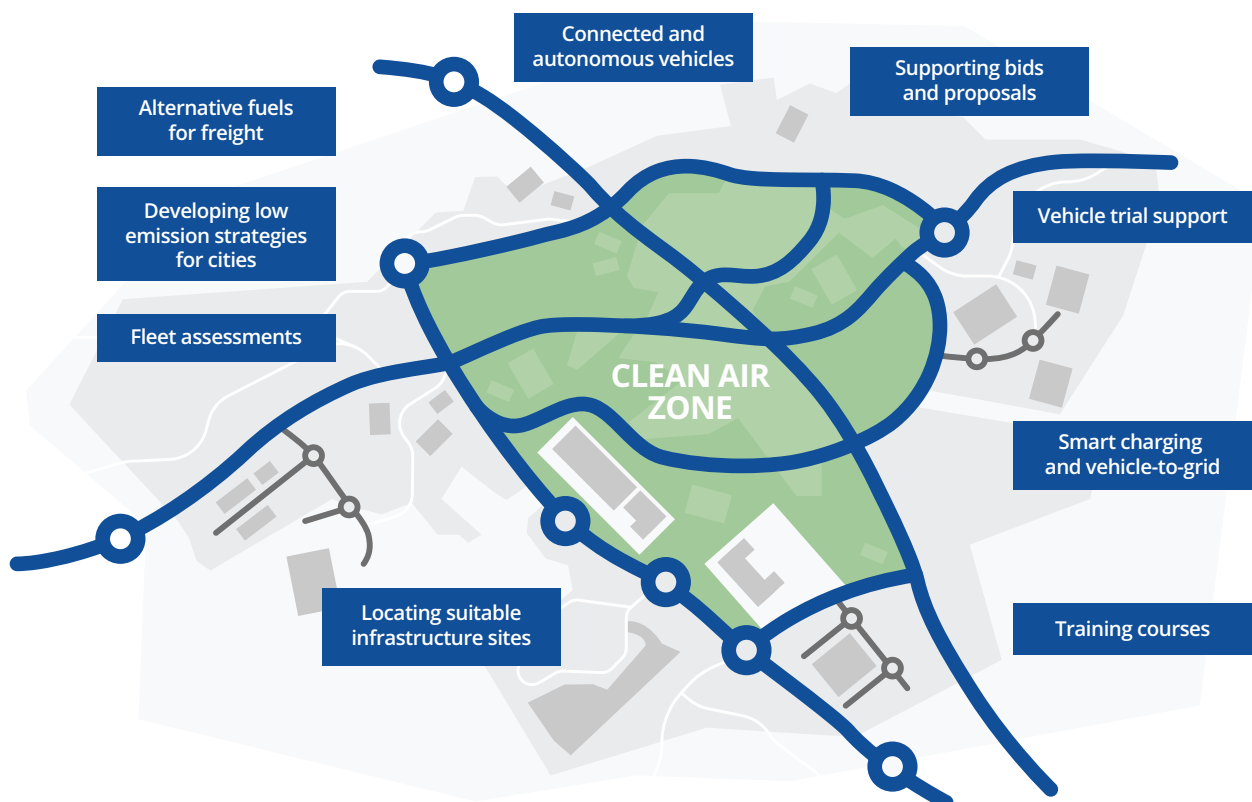 Connected and
autonomous vehicles
Supporting bids
and proposals
Alternative fuels
for freight
Developing low
emission strategies
for cities
Vehicle trial support
Fleet assessments
CLEAN AIR
ZONE
Smart charging
and vehicle-to-grid
Locating suitable
infrastructure sites
Training courses